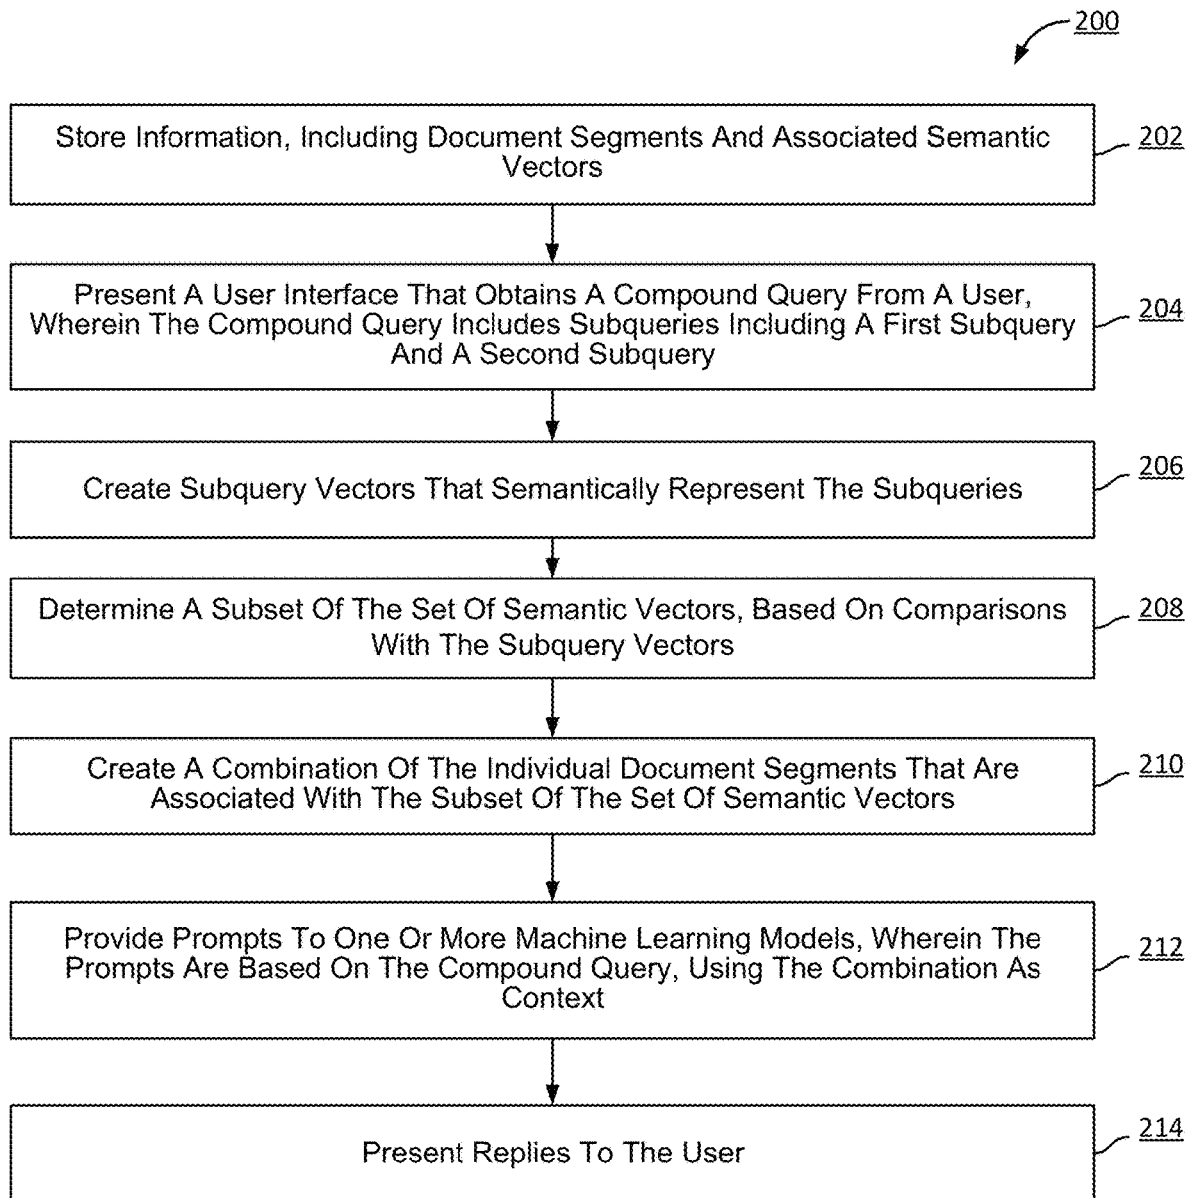 200
Store Information, Including Document Segments And Associated Semantic
Vectors
202
Present A User Interface That Obtains A Compound Query From A User,
Wherein The Compound Query Includes Subqueries Including A First Subquery
And A Second Subquery
204
Create Subquery Vectors That Semantically Represent The Subqueries
206
Determine A Subset Of The Set Of Semantic Vectors, Based On Comparisons
With The Subquery Vectors
208
Create A Combination Of The Individual Document Segments That Are
Associated With The Subset Of The Set Of Semantic Vectors
210
Provide Prompts To One Or More Machine Learning Models, Wherein The
Prompts Are Based On The Compound Query, Using The Combination As
Context
212
Present Replies To The User
214